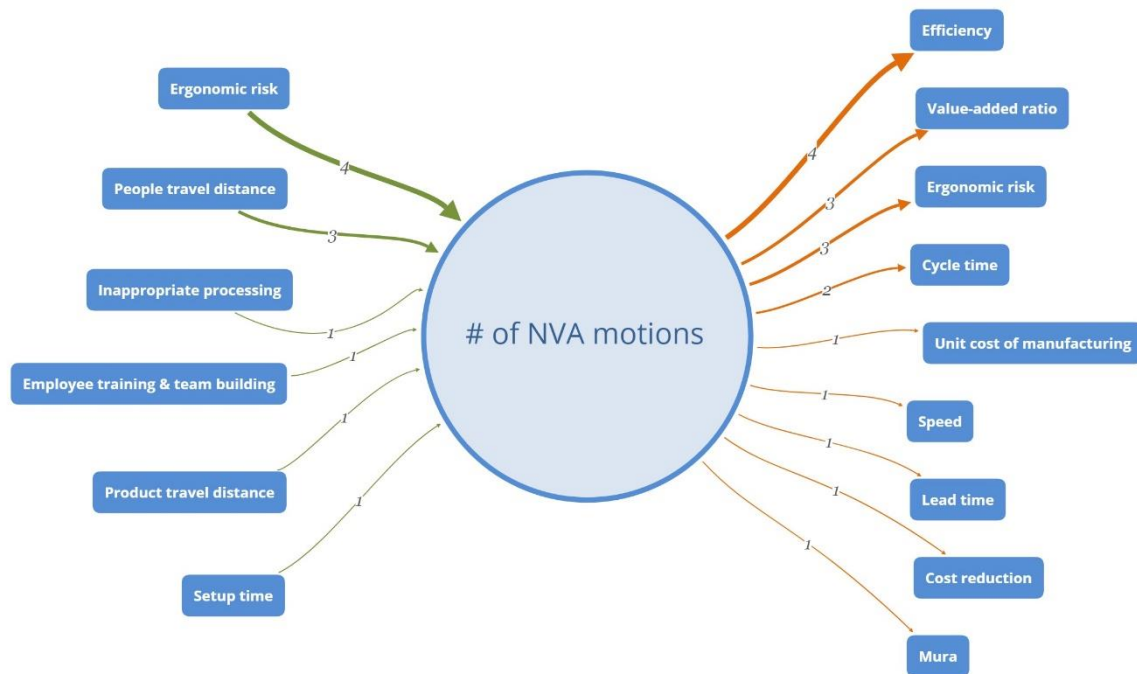 Ergonomic risk
4
People travel distance
3
Inappropriate processing
1
Employee training & team building
1
Product travel distance
1
Setup time
1
# of NVA motions
Efficiency
4
Value-added ratio
3
Ergonomic risk
3
Cycle time
2
Unit cost of manufacturing
1
Speed
1
Lead time
1
Cost reduction
1
Mura
1